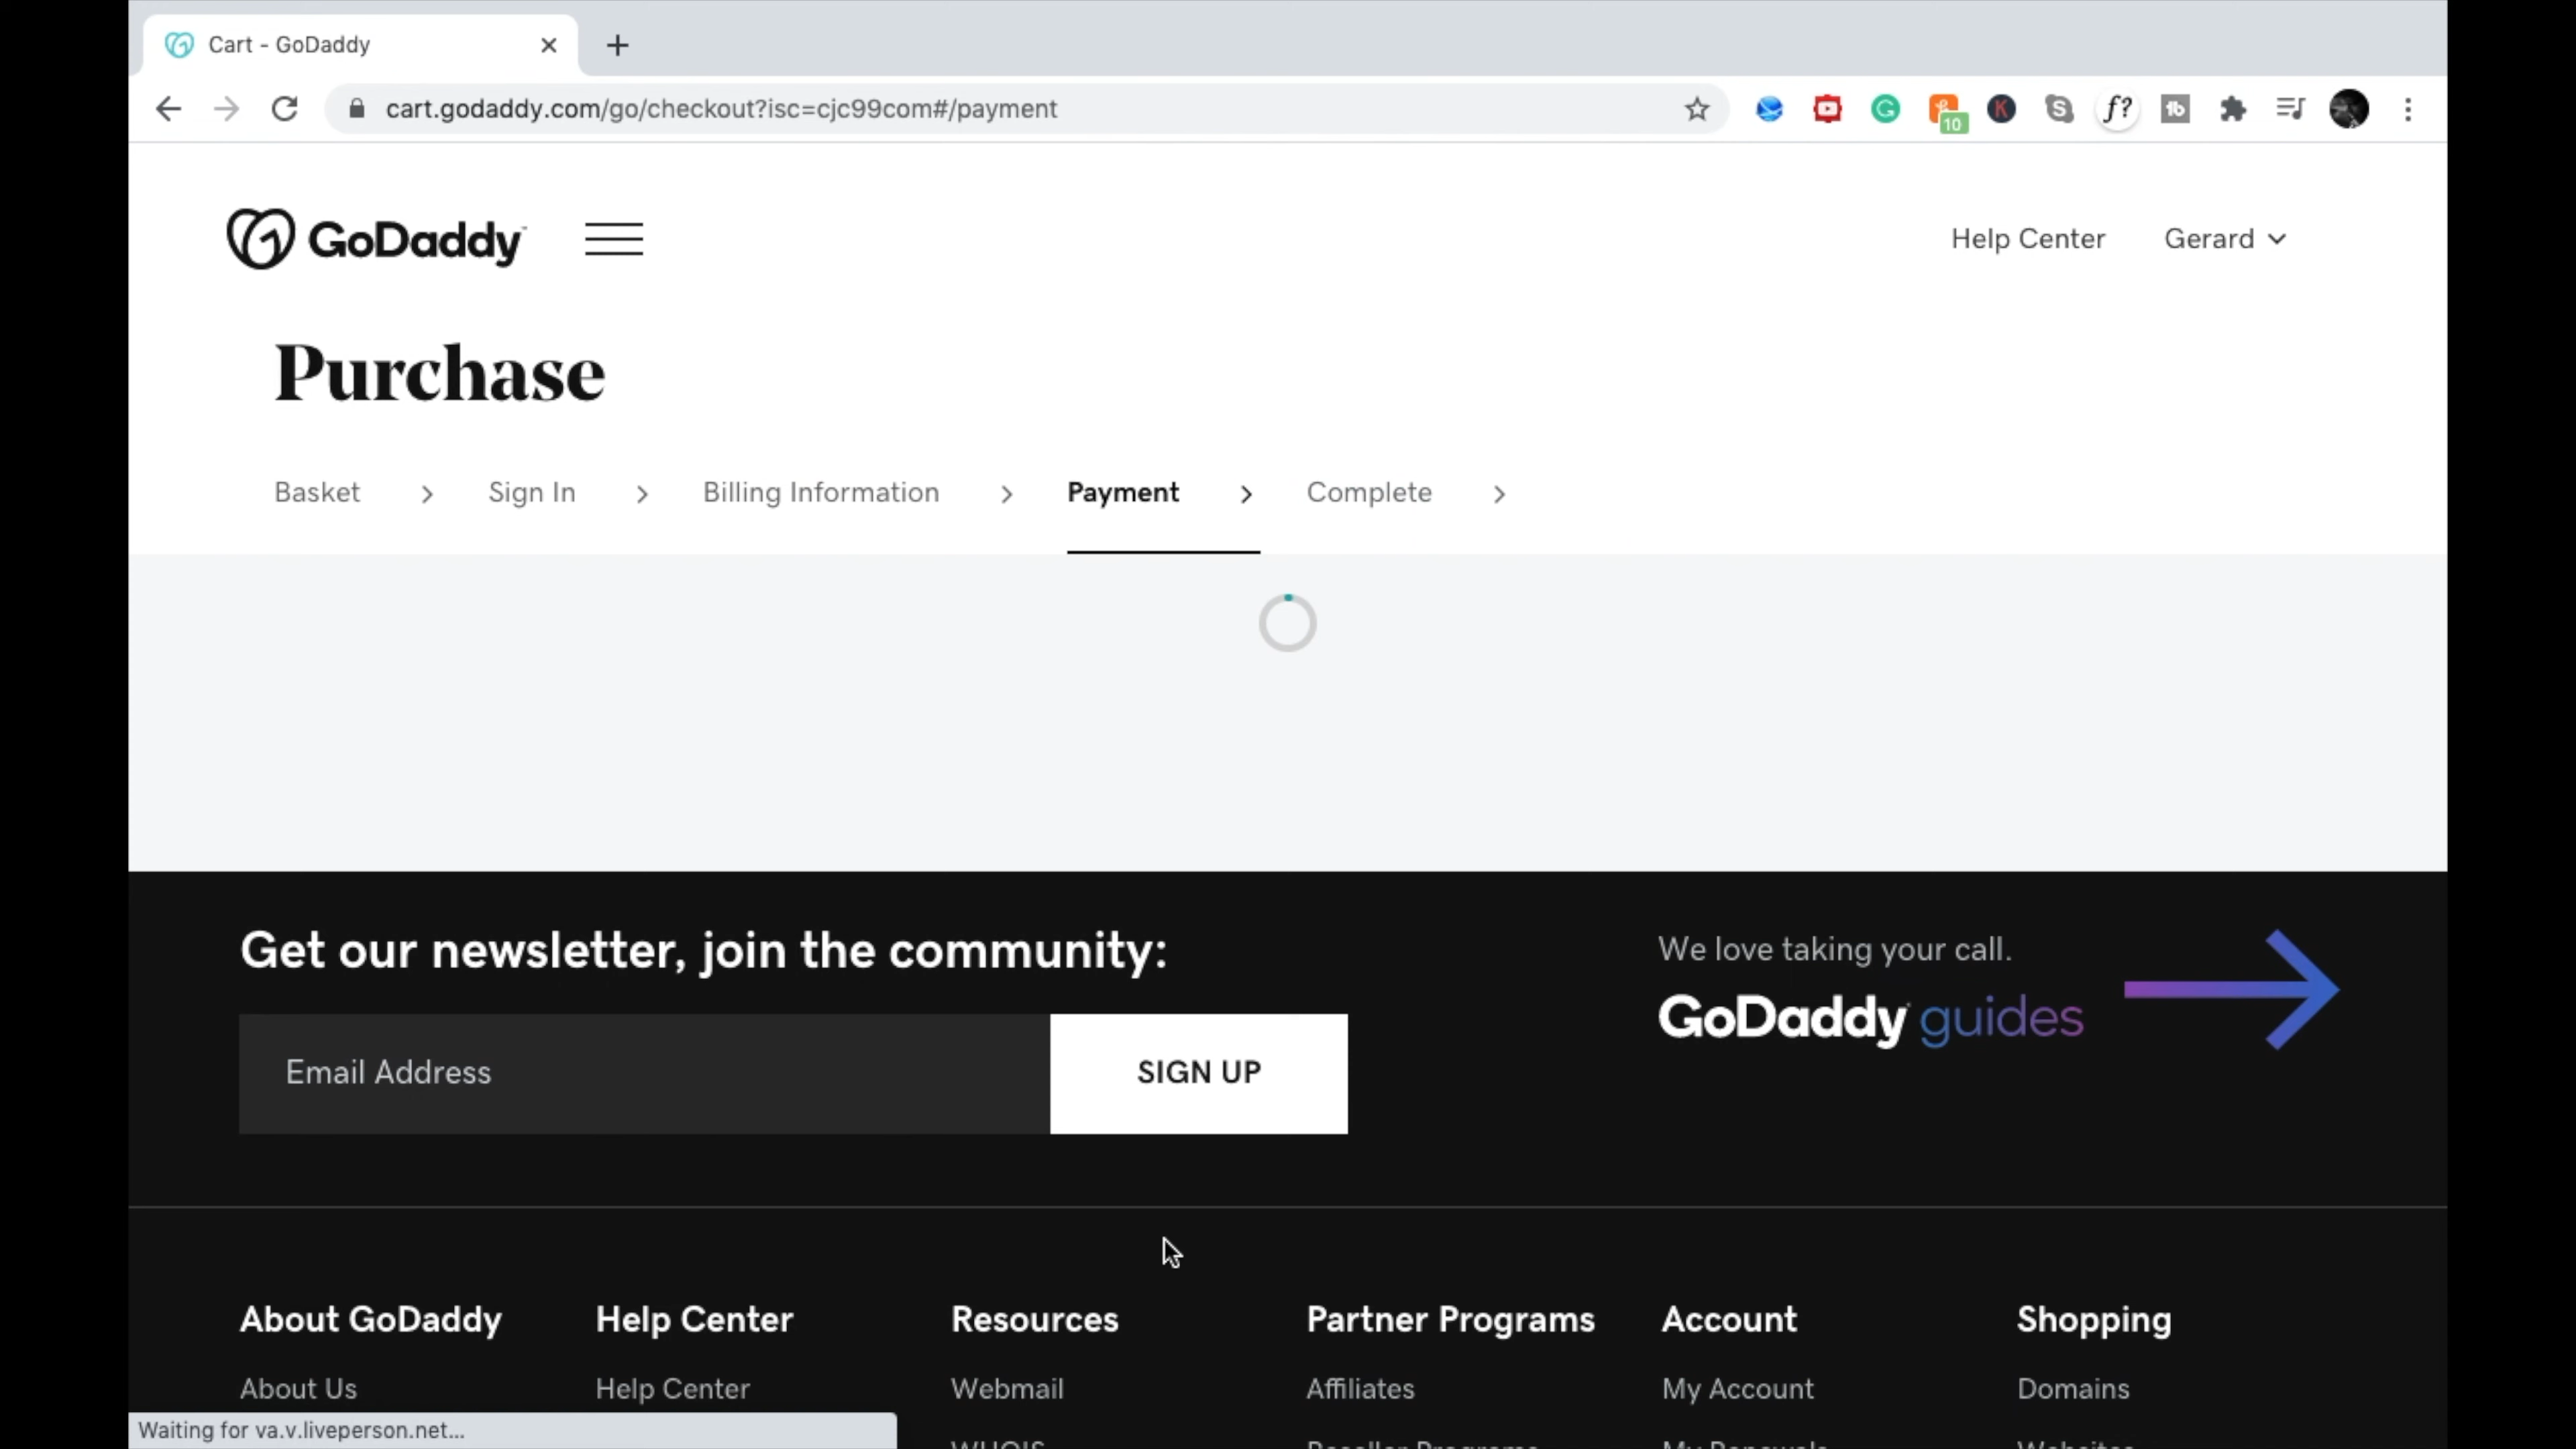 Cart - GoDaddy
cart.godaddy.com/go/checkout?isc=cjc99com#/payment
10
GoDaddy
Help Center
Gerard
Purchase
Basket > Sign In > Billing Information > Payment > Complete >
Get our newsletter, join the community:
We love taking your call.
GoDaddy guides
Email Address
SIGN UP
About GoDaddy
Help Center
Resources
Partner Programs
Account
Shopping
About Us
Help Center
Webmail
Affiliates
My Account
Domains
Waiting for va.v.liveperson.net...